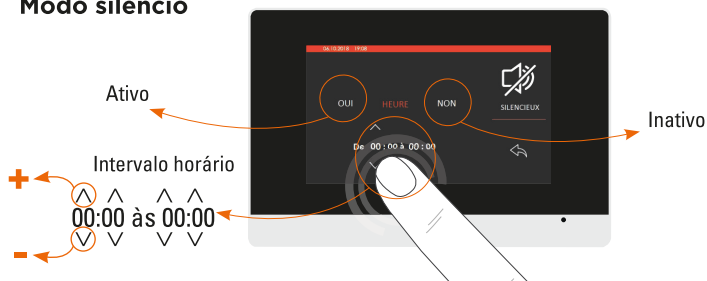 Modo silêncio
06.10.2018 19:08
Ativo
OUI
HEURE
NON
SILENCIEUX
Inativo
De 00 : 00 à 00 : 00
Intervalo horário
+
00:00 às 00:00
-